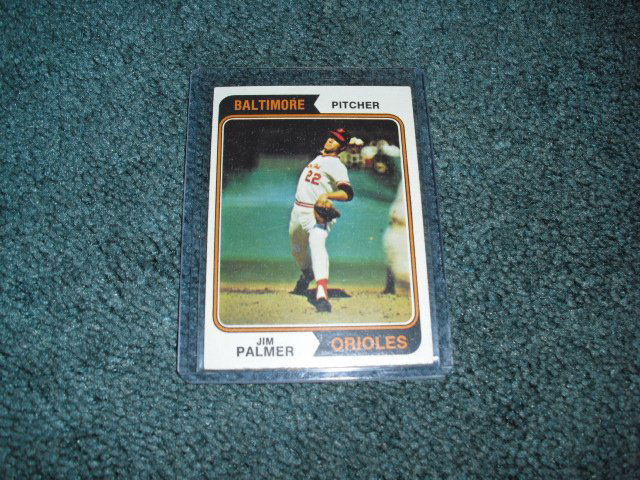 BALTIMORE PITCHER
22
JIM
PALMER ORIOLES